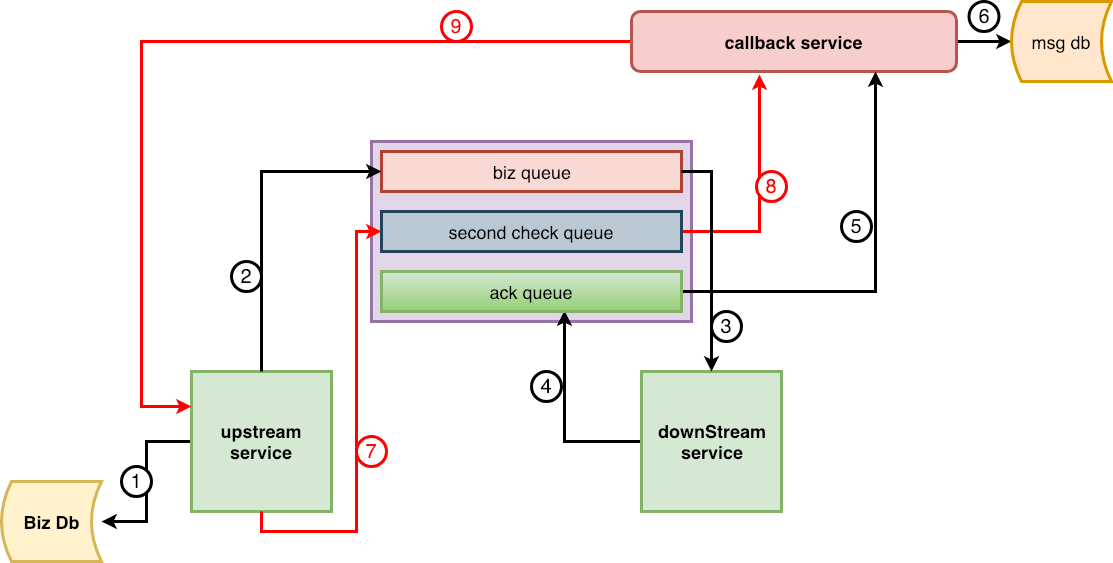 9
callback service
6
msg db
biz queue
8
second check queue
5
2
ack queue
3
4
upstream
service
7
downStream
service
1
Biz Db